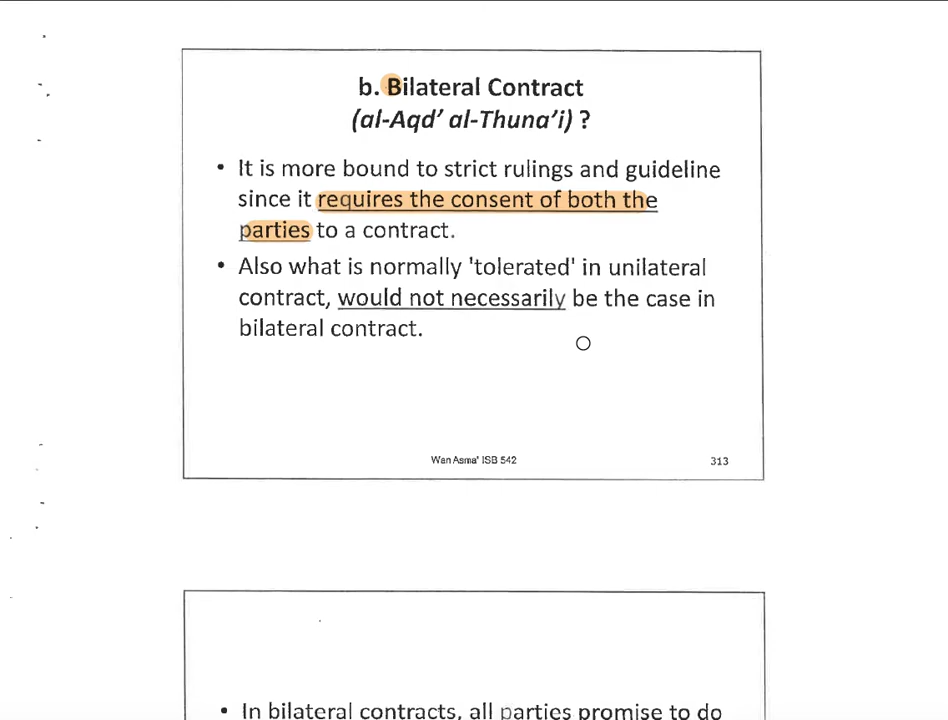 b. Bilateral Contract
(al-Aqd’ al-Thuna’i) ?
• It is more bound to strict rulings and guideline
since it requires the consent of both the
parties to a contract.
• Also what is normally 'tolerated' in unilateral
contract, would not necessarily be the case in
bilateral contract.
Wan Asma' ISB 542
313
• In bilateral contracts, all parties promise to do